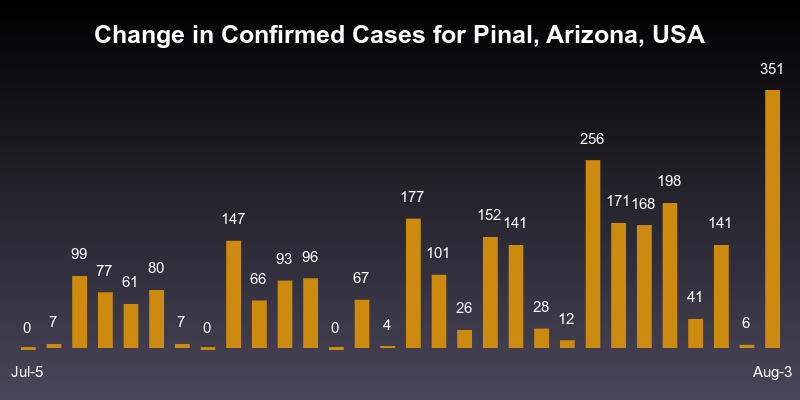 Change in Confirmed Cases for Pinal, Arizona, USA
0 7 99 77 61 80 7 0 147 66 93 96 0 67 4 177 101 26 152 141 28 12 256 171 168 198 41 141 6 351
Jul-5 Aug-3